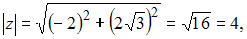 |z| = √((−2)² + (2√3)²) = √16 = 4,